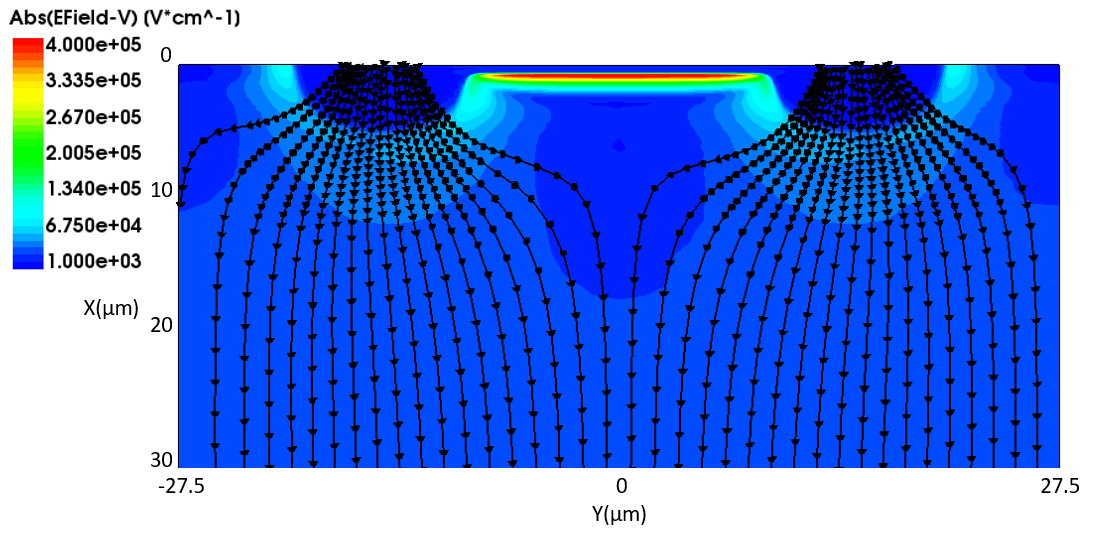 Abs(EField-V) (V*cm^-1)
4.000e+05
3.335e+05
2.670e+05
2.005e+05
1.340e+05
6.750e+04
1.000e+03
0
10
X(μm)
20
30
-27.5
0
27.5
Y(μm)